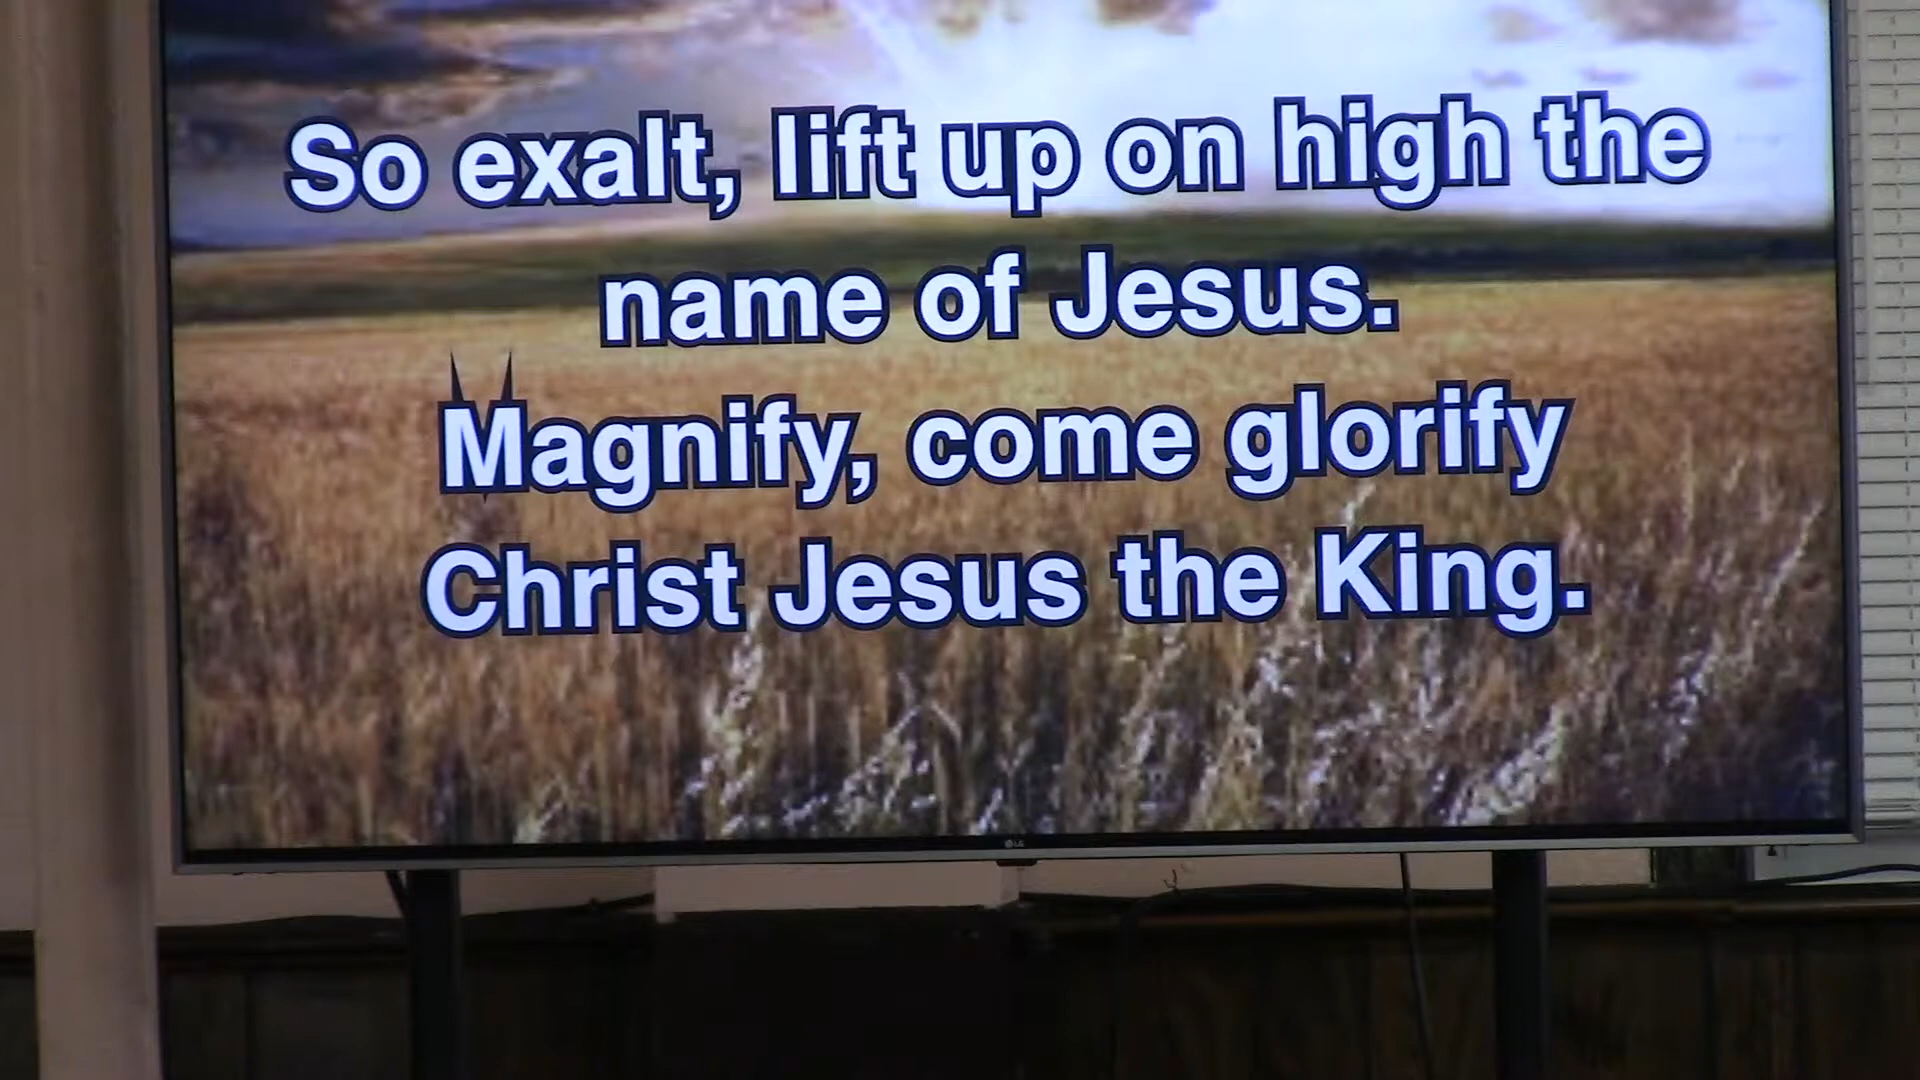 So exalt, lift up on high the
name of Jesus.
Magnify, come glorify
Christ Jesus the King.
LG